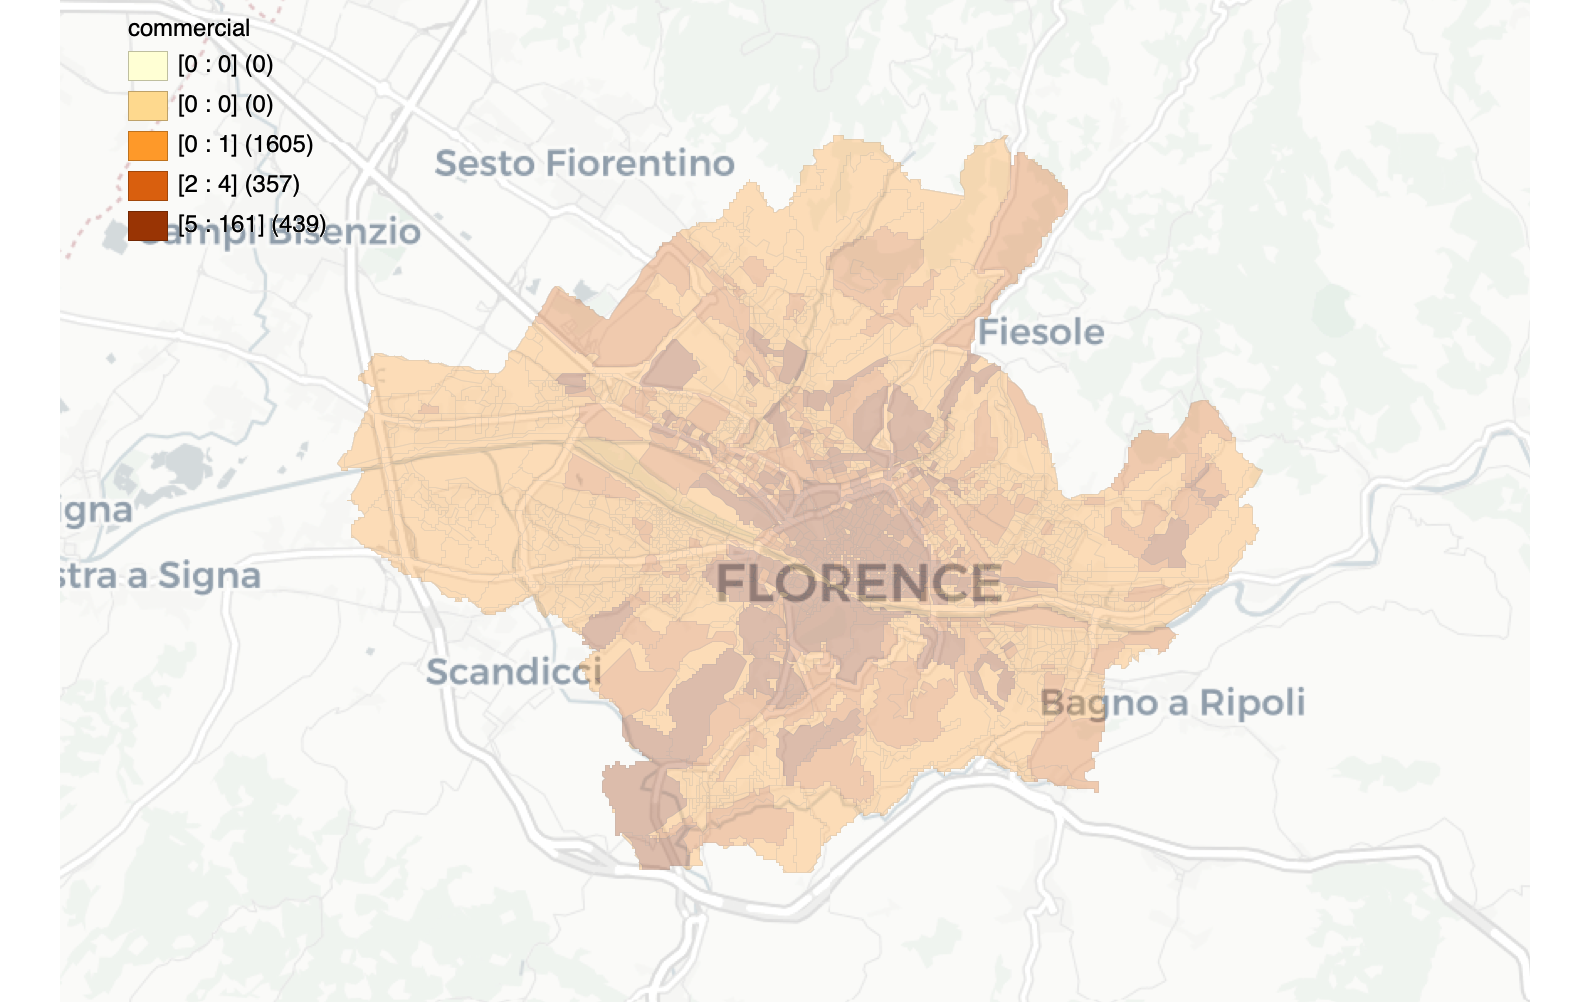 commercial
[0 : 0] (0)
[0 : 0] (0)
[0 : 1] (1605)
[2 : 4] (357)
[5 : 161] (439)
Campi Bisenzio
Sesto Fiorentino
Fiesole
igna
stra a Signa
FLORENCE
Scandicci
Bagno a Ripoli